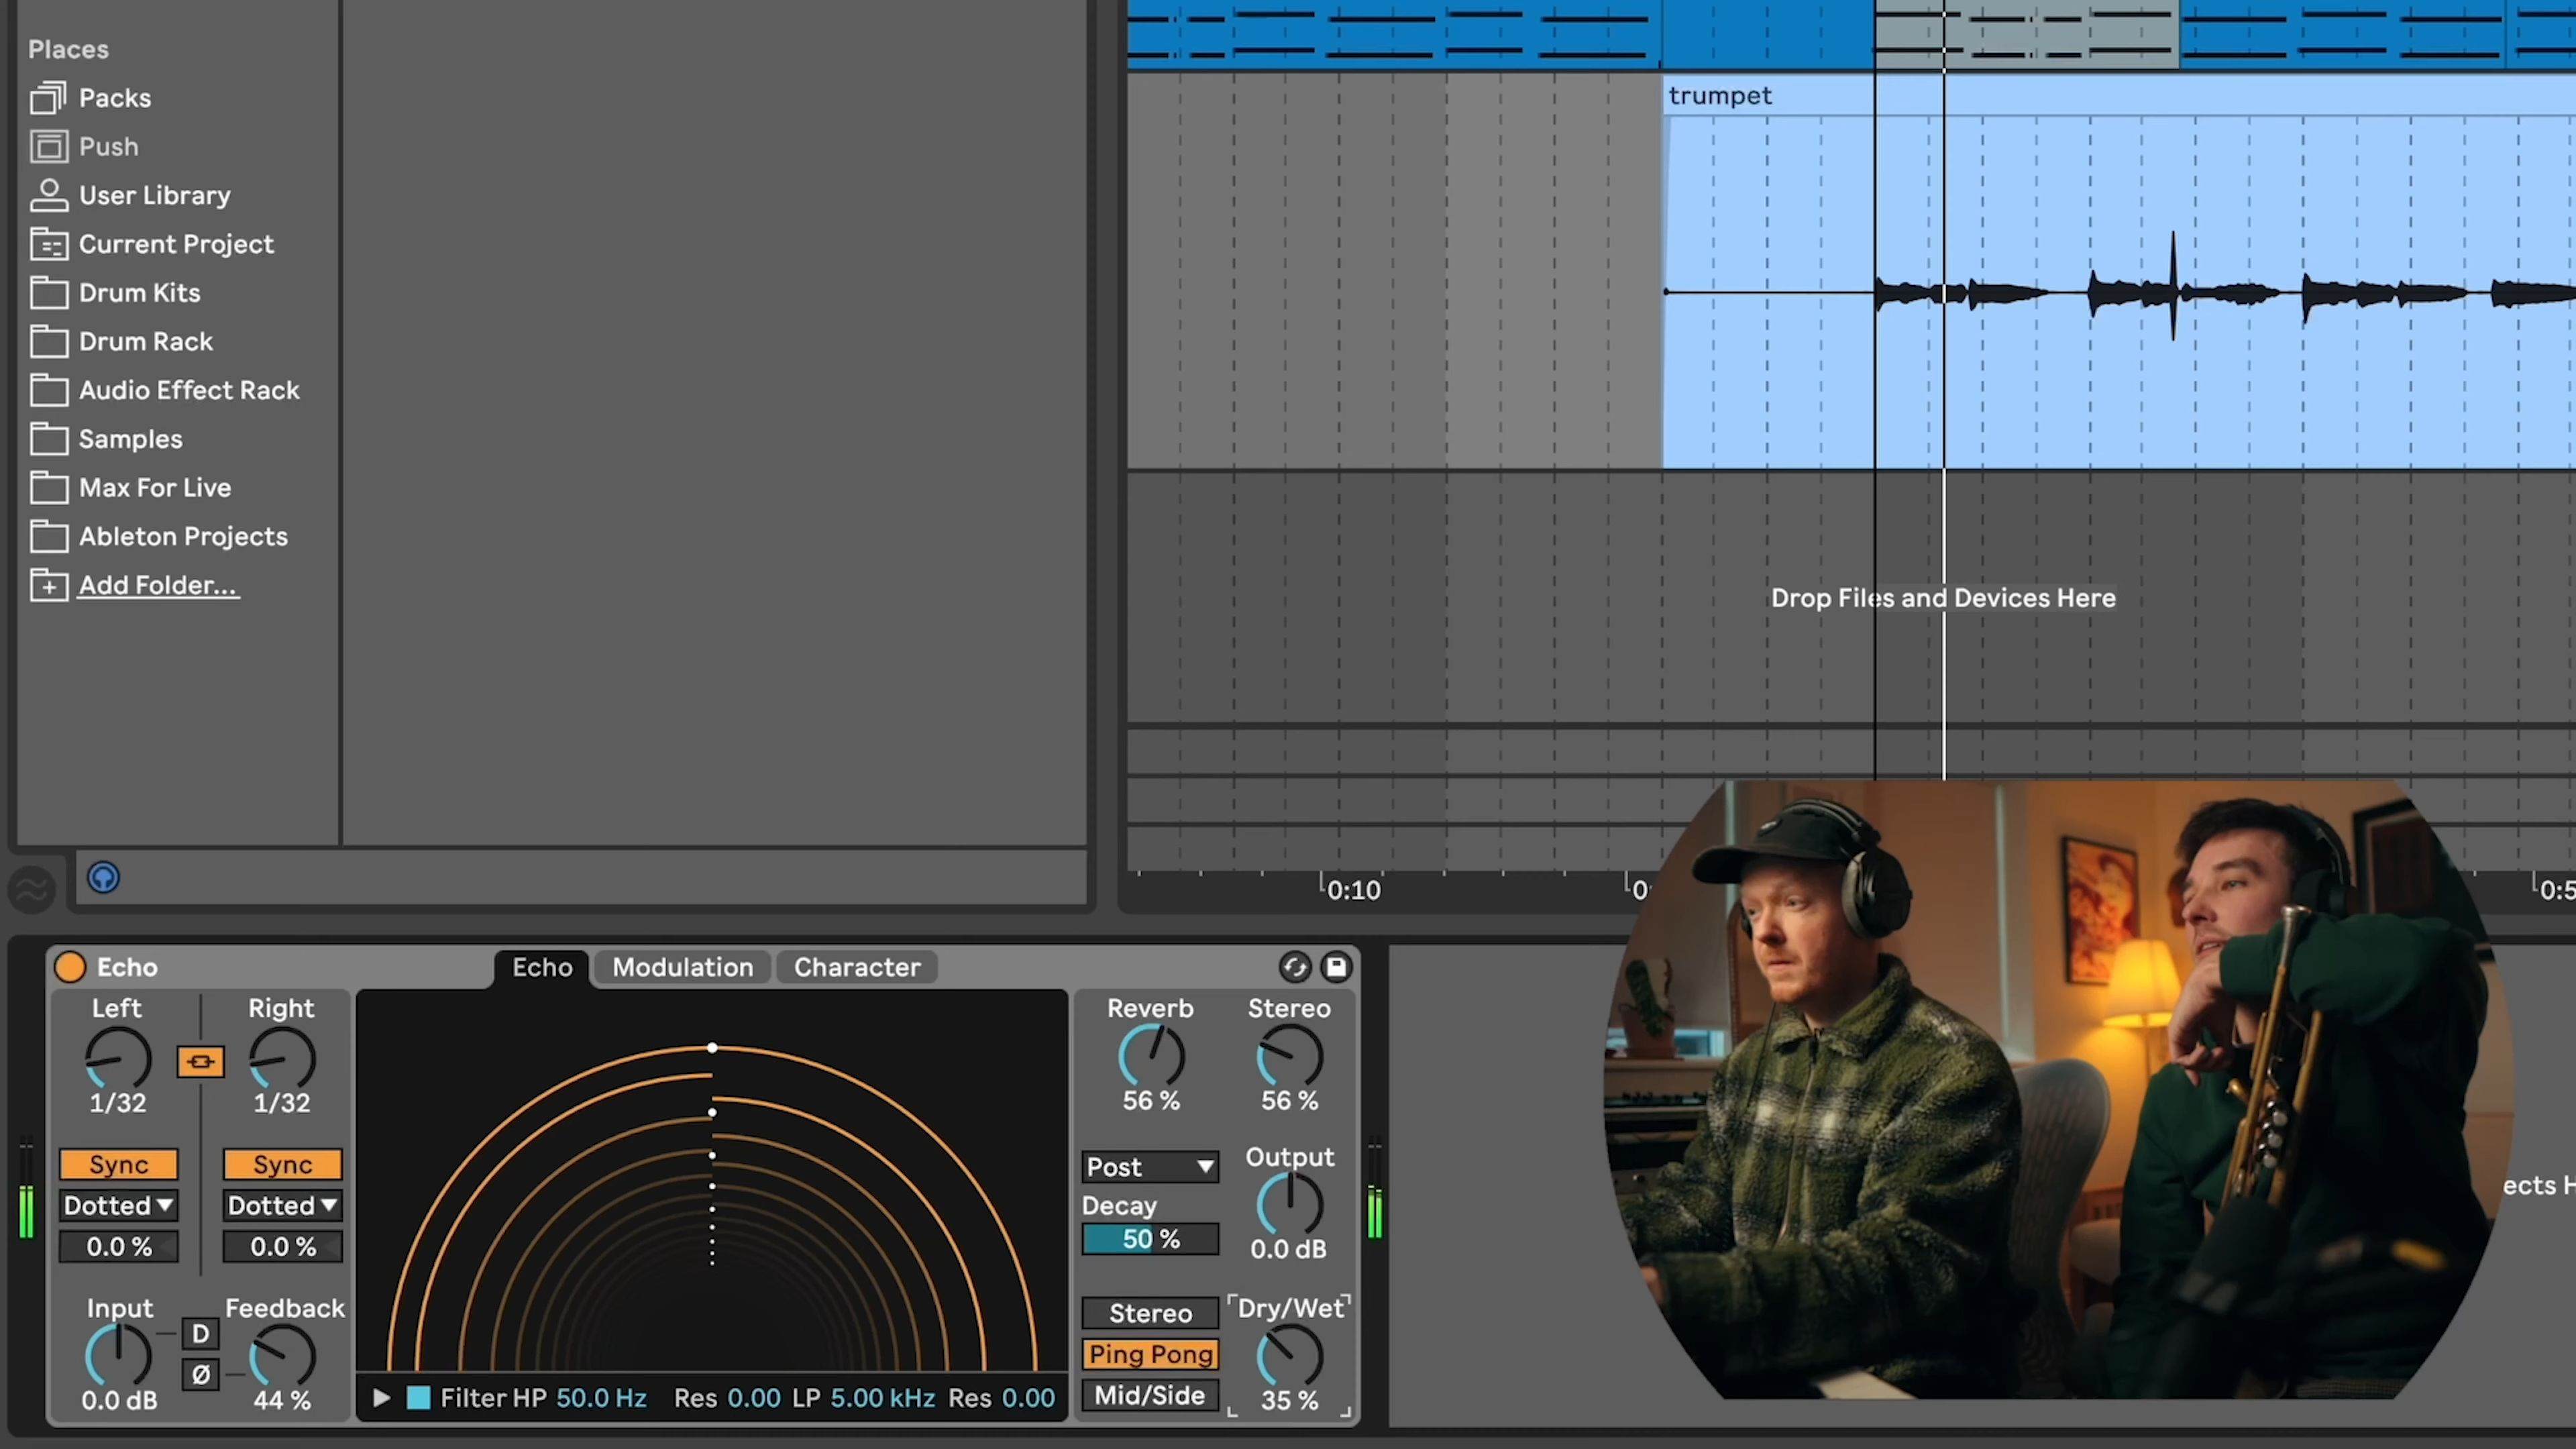 Places
Packs
Push
User Library
Current Project
Drum Kits
Drum Rack
Audio Effect Rack
Samples
Max For Live
Ableton Projects
Add Folder...
trumpet
Drop Files and Devices Here
0:10
Echo
Echo Modulation Character
Left Right
1/32 1/32
Sync Sync
Dotted Dotted
0.0 % 0.0 %
Input D Feedback
Ø
0.0 dB 44 %
Filter HP 50.0 Hz Res 0.00 LP 5.00 kHz Res 0.00
Reverb Stereo
56 % 56 %
Post Output
Decay
50 % 0.0 dB
Stereo Dry/Wet
Ping Pong
Mid/Side 35 %
ects H